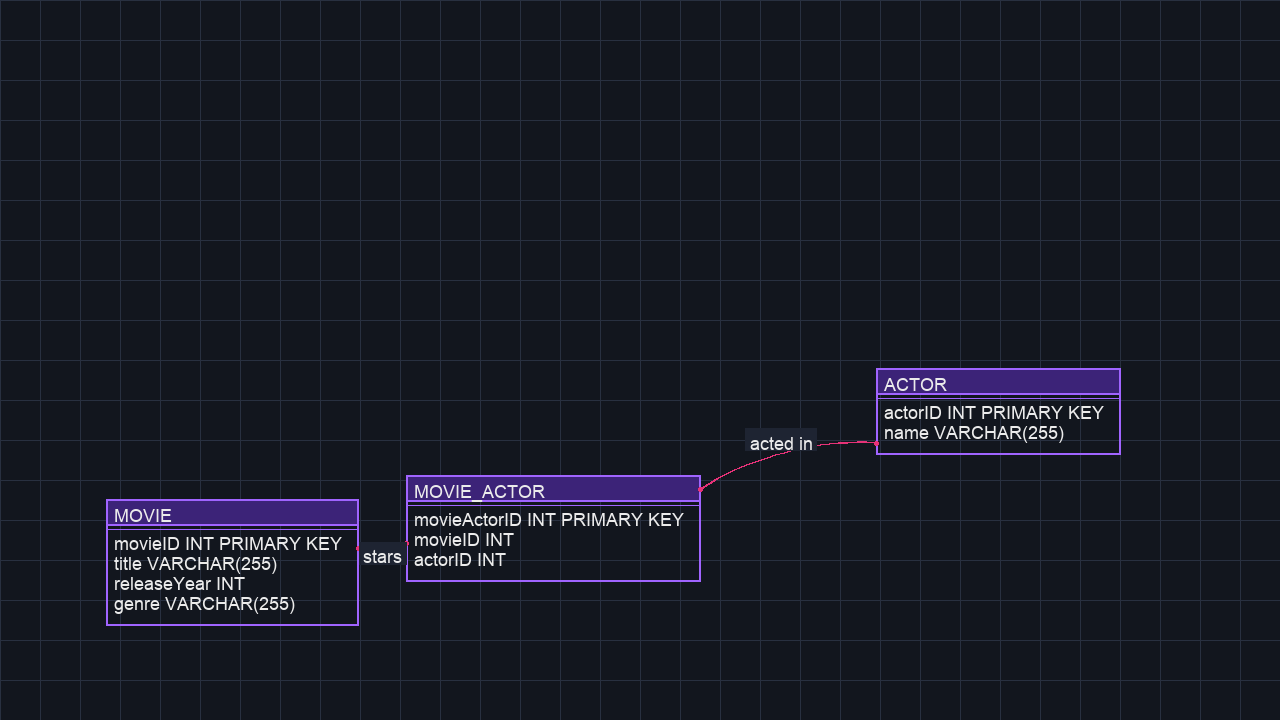 MOVIE
movieID INT PRIMARY KEY
title VARCHAR(255)
releaseYear INT
genre VARCHAR(255)
stars
MOVIE_ACTOR
movieActorID INT PRIMARY KEY
movieID INT
actorID INT
acted in
ACTOR
actorID INT PRIMARY KEY
name VARCHAR(255)